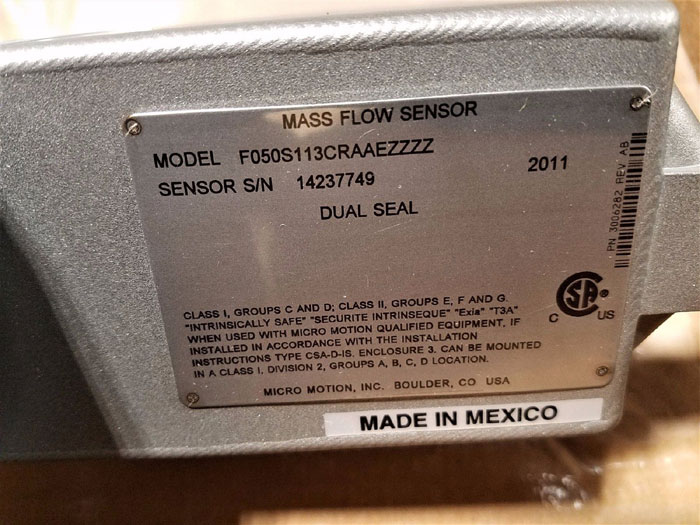 MASS FLOW SENSOR
MODEL F050S113CRAAEZZZZ
2011
SENSOR S/N 14237749
DUAL SEAL
PN 3006282 REV AB
CLASS I, GROUPS C AND D; CLASS II, GROUPS E, F AND G.
"INTRINSICALLY SAFE" "SECURITE INTRINSEQUE" "Exia" "T3A"
WHEN USED WITH MICRO MOTION QUALIFIED EQUIPMENT, IF
INSTALLED IN ACCORDANCE WITH THE INSTALLATION
INSTRUCTIONS TYPE CSA-D-IS. ENCLOSURE 3. CAN BE MOUNTED
IN A CLASS I, DIVISION 2, GROUPS A, B, C, D LOCATION.
SA
C US
MICRO MOTION, INC. BOULDER, CO USA
MADE IN MEXICO